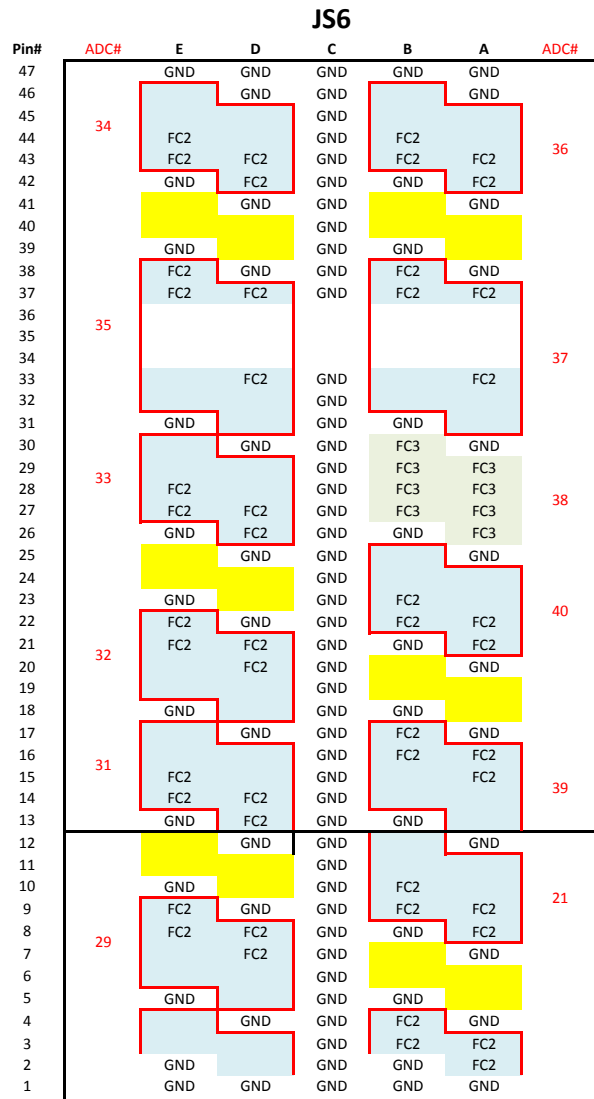 JS6
Pin# ADC# E D C B A ADC#
47 GND GND GND GND GND
46 GND GND GND
45 GND
34
44 FC2 GND FC2
36
43 FC2 FC2 GND FC2 FC2
42 GND FC2 GND GND FC2
41 GND GND GND
40 GND
39 GND GND GND
38 FC2 GND GND FC2 GND
37 FC2 FC2 GND FC2 FC2
36
35
35
34
37
33 FC2 GND FC2
32 GND
31 GND GND GND
30 GND GND FC3 GND
29 GND FC3 FC3
33
28 FC2 GND FC3 FC3
38
27 FC2 FC2 GND FC3 FC3
26 GND FC2 GND GND FC3
25 GND GND GND
24 GND
23 GND GND FC2
40
22 FC2 GND GND FC2 FC2
21 FC2 FC2 GND GND FC2
32
20 FC2 GND GND
19 GND
18 GND GND GND
17 GND GND FC2 GND
16 GND FC2 FC2
31
15 FC2 GND FC2
39
14 FC2 FC2 GND
13 GND FC2 GND GND
12 GND GND GND
11 GND
10 GND GND FC2
21
9 FC2 GND GND FC2 FC2
8 FC2 FC2 GND GND FC2
29
7 FC2 GND GND
6 GND
5 GND GND GND
4 GND GND FC2 GND
3 GND FC2 FC2
2 GND GND GND FC2
1 GND GND GND GND GND